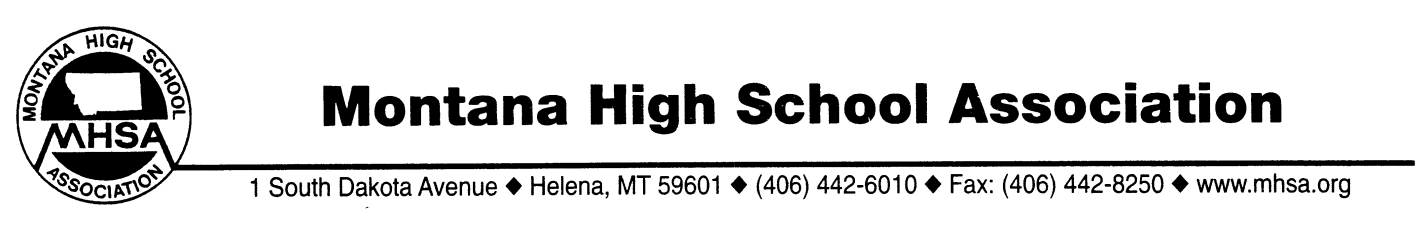 MONTANA HIGH SCHOOL
MHSA
ASSOCIATION
Montana High School Association
1 South Dakota Avenue ◆ Helena, MT 59601 ◆ (406) 442-6010 ◆ Fax: (406) 442-8250 ◆ www.mhsa.org